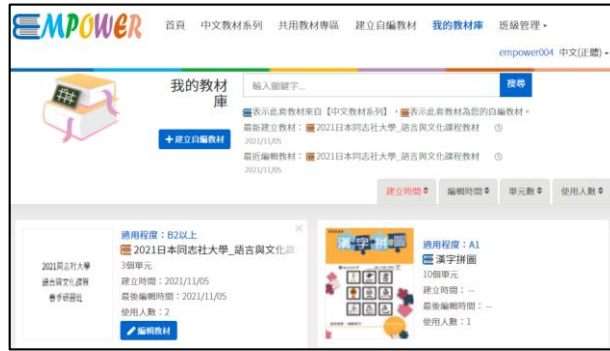 EMPOWER
首頁 中文教材系列 共用教材專區 建立自編教材 我的教材庫 班級管理
empower004 中文(正體)
我的教材庫
輸入關鍵字... 搜尋
表示此套教材來自【中文教材系列】，表示此套教材為您的自編教材。
+建立自編教材
最新建立教材：2021日本同志社大學_語言與文化課程教材
2021/11/05
最近編輯教材：2021日本同志社大學_語言與文化課程教材
2021/11/05
建立時間 編輯時間 單元數 使用人數
2021同志社大學
語言與文化課程
春季研習班
適用程度：B2以上
2021日本同志社大學_語言與文化
3個單元
建立時間：2021/11/05
最後編輯時間：2021/11/05
使用人數：2
編輯教材
漢字拼圖
適用程度：A1
漢字拼圖
10個單元
建立時間：--
最後編輯時間：--
使用人數：1